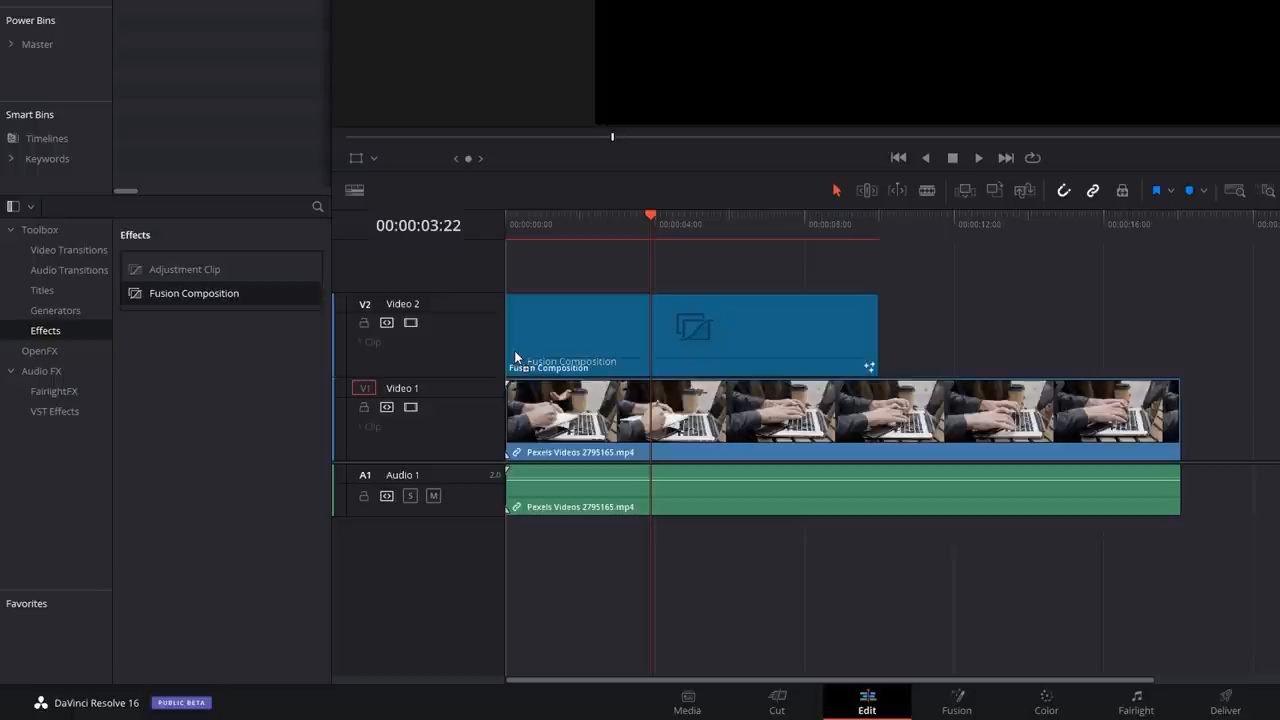 Power Bins
Master
Smart Bins
Timelines
Keywords
Toolbox
Video Transitions
Audio Transitions
Titles
Generators
Effects
OpenFX
Audio FX
FairlightFX
VST Effects
Favorites
Effects
Adjustment Clip
Fusion Composition
00:00:03:22
00:00:00:00
00:00:04:00
00:00:08:00
00:00:12:00
00:00:16:00
V2 Video 2
1 Clip
Fusion Composition
Fusion Composition
V1 Video 1
1 Clip
Pexels Videos 2795165.mp4
A1 Audio 1 2.0
S M
Pexels Videos 2795165.mp4
DaVinci Resolve 16 PUBLIC BETA
Media
Cut
Edit
Fusion
Color
Fairlight
Deliver